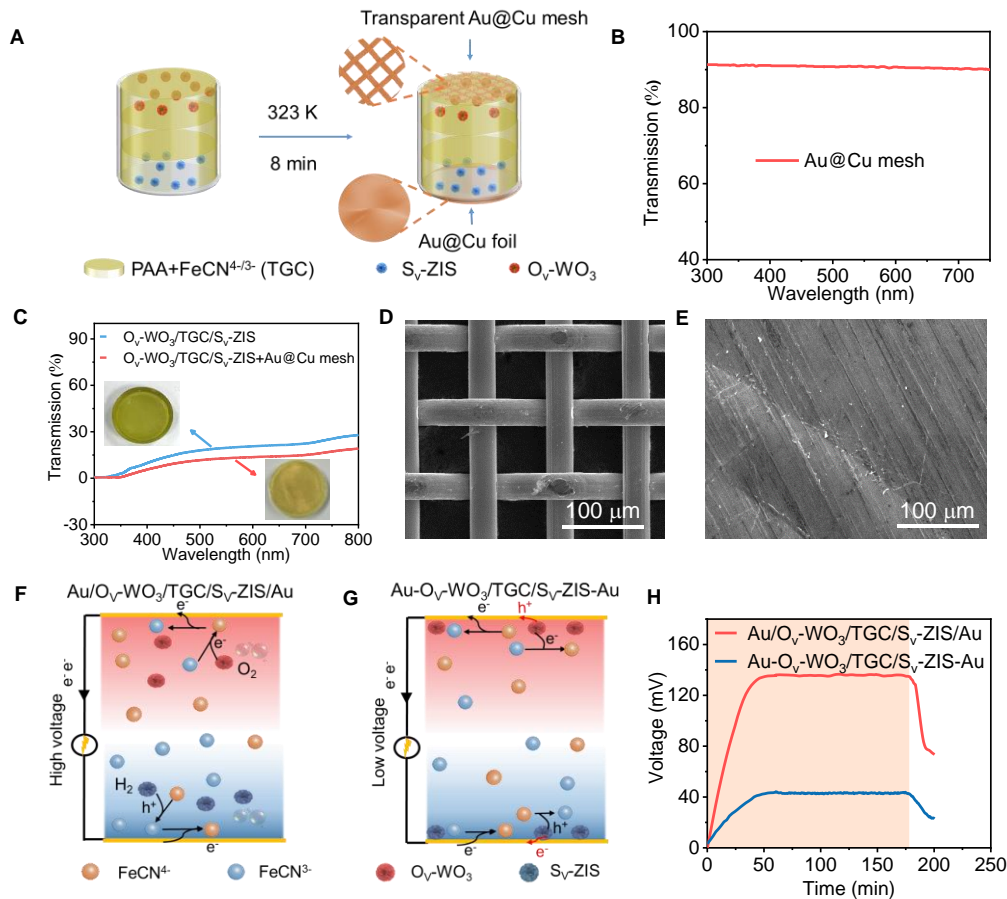 A
Transparent Au@Cu mesh
323 K
8 min
Au@Cu foil
PAA+FeCN⁴⁻/³⁻ (TGC)
Sᵥ-ZIS
Oᵥ-WO₃
B
Transmission (%)
100
80
60
40
Au@Cu mesh
300 400 500 600 700
Wavelength (nm)
C
Transmission (%)
90
60
30
0
-30
Oᵥ-WO₃/TGC/Sᵥ-ZIS
Oᵥ-WO₃/TGC/Sᵥ-ZIS+Au@Cu mesh
300 400 500 600 700 800
Wavelength (nm)
D
100 μm
E
100 μm
F
Au/Oᵥ-WO₃/TGC/Sᵥ-ZIS/Au
e⁻
e⁻
O₂
e⁻ e⁻
High voltage
H₂
h⁺
e⁻
G
Au-Oᵥ-WO₃/TGC/Sᵥ-ZIS-Au
e⁻
h⁺
e⁻
e⁻ e⁻
Low voltage
h⁺
e⁻
e⁻
FeCN⁴⁻
FeCN³⁻
Oᵥ-WO₃
Sᵥ-ZIS
H
Voltage (mV)
160
120
80
40
0
Au/Oᵥ-WO₃/TGC/Sᵥ-ZIS/Au
Au-Oᵥ-WO₃/TGC/Sᵥ-ZIS-Au
0 50 100 150 200 250
Time (min)